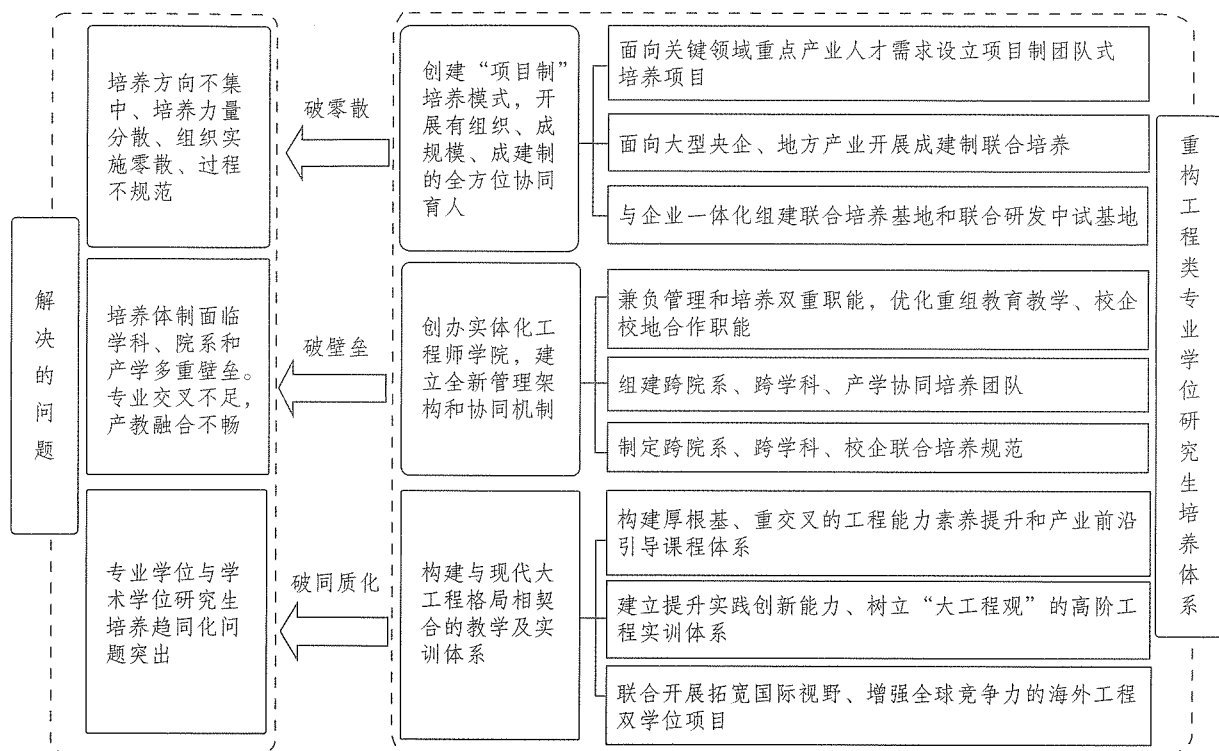 解决的问题
培养方向不集
中、培养力量
分散、组织实
施零散、过程
不规范
破零散
创建“项目制”
培养模式，开
展有组织、成
规模、成建制
的全方位协同
育人
面向关键领域重点产业人才需求设立项目制团队式
培养项目
面向大型央企、地方产业开展成建制联合培养
与企业一体化组建联合培养基地和联合研发中试基地
培养体制面临
学科、院系和
产学多重壁垒。
专业交叉不足，
产教融合不畅
破壁垒
创办实体化工
程师学院，建
立全新管理架
构和协同机制
兼负管理和培养双重职能，优化重组教育教学、校企
校地合作职能
组建跨院系、跨学科、产学协同培养团队
制定跨院系、跨学科、校企联合培养规范
专业学位与学
术学位研究生
培养趋同化问
题突出
破同质化
构建与现代大
工程格局相契
合的教学及实
训体系
构建厚根基、重交叉的工程能力素养提升和产业前沿
引导课程体系
建立提升实践创新能力、树立“大工程观”的高阶工
程实训体系
联合开展拓宽国际视野、增强全球竞争力的海外工程
双学位项目
重构工程类专业学位研究生培养体系